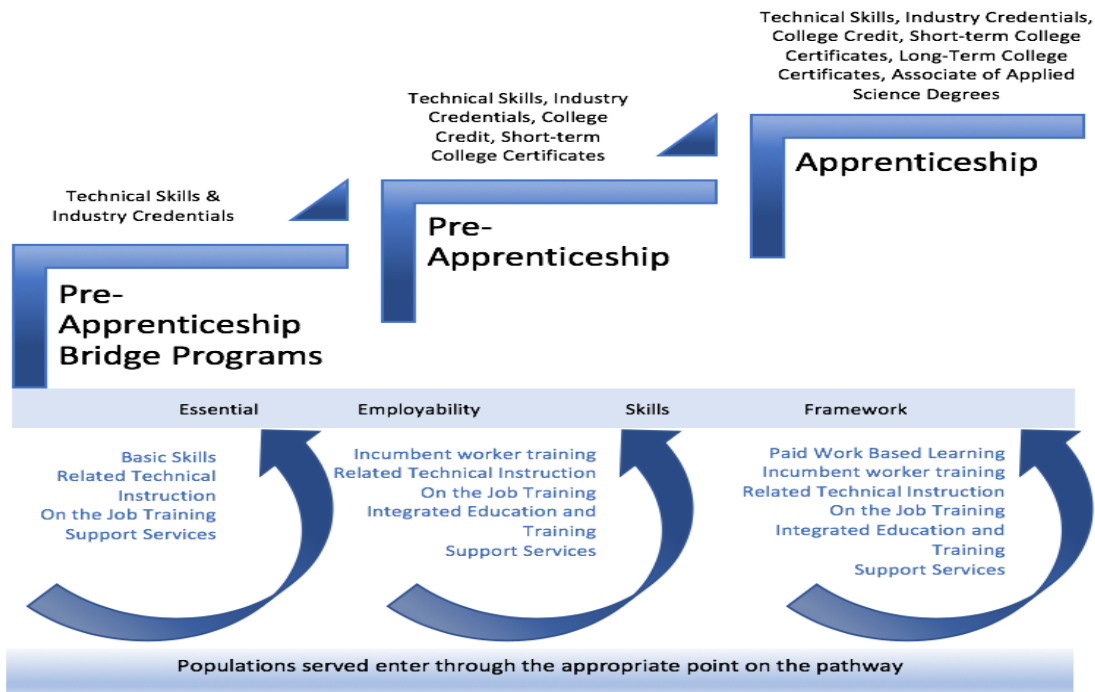 Technical Skills, Industry Credentials,
College Credit, Short-term College
Certificates, Long-Term College
Certificates, Associate of Applied
Science Degrees
Apprenticeship
Technical Skills, Industry
Credentials, College
Credit, Short-term
College Certificates
Pre-
Apprenticeship
Technical Skills &
Industry Credentials
Pre-
Apprenticeship
Bridge Programs
Essential Employability Skills Framework
Basic Skills
Related Technical
Instruction
On the Job Training
Support Services
Incumbent worker training
Related Technical Instruction
On the Job Training
Integrated Education and
Training
Support Services
Paid Work Based Learning
Incumbent worker training
Related Technical Instruction
On the Job Training
Integrated Education and
Training
Support Services
Populations served enter through the appropriate point on the pathway